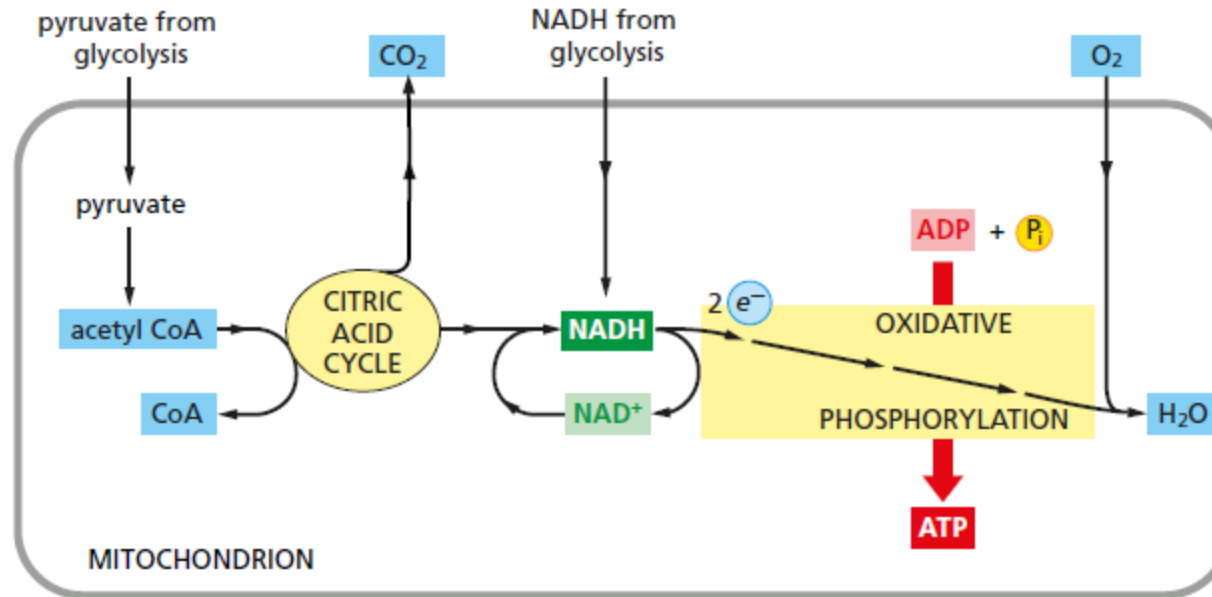 pyruvate from
glycolysis
CO₂
NADH from
glycolysis
O₂
pyruvate
ADP + Pᵢ
2 e⁻
acetyl CoA
CITRIC
ACID
CYCLE
NADH
OXIDATIVE
CoA
NAD⁺
PHOSPHORYLATION
H₂O
ATP
MITOCHONDRION